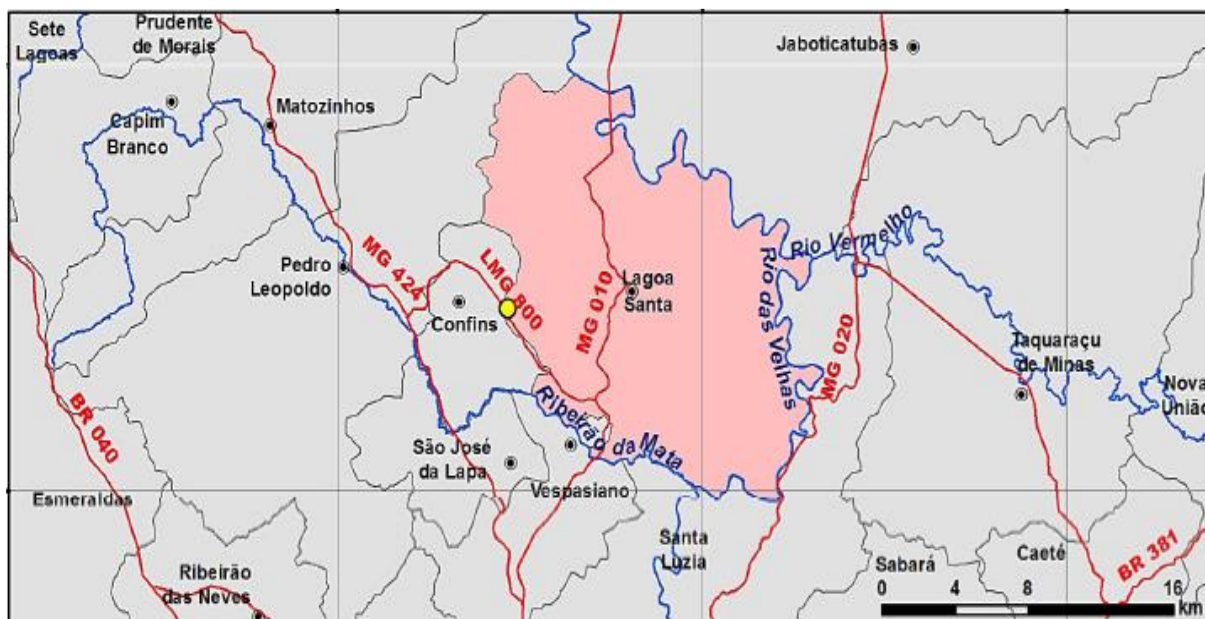 Sete
Lagoas
Prudente
de Morais
Jaboticatubas
Capim
Branco
Matozinhos
Rio Vermelho
Pedro
Leopoldo
MG 424
LMG 800
MG 010
Lagoa
Santa
Rio das Velhas
Confins
MG 020
Taquaraçu
de Minas
Nova
União
BR 040
Ribeirão da Mata
São José
da Lapa
Vespasiano
Esmeraldas
Santa
Luzia
Sabará
Caeté
BR 381
Ribeirão
das Neves
0 4 8 16
km